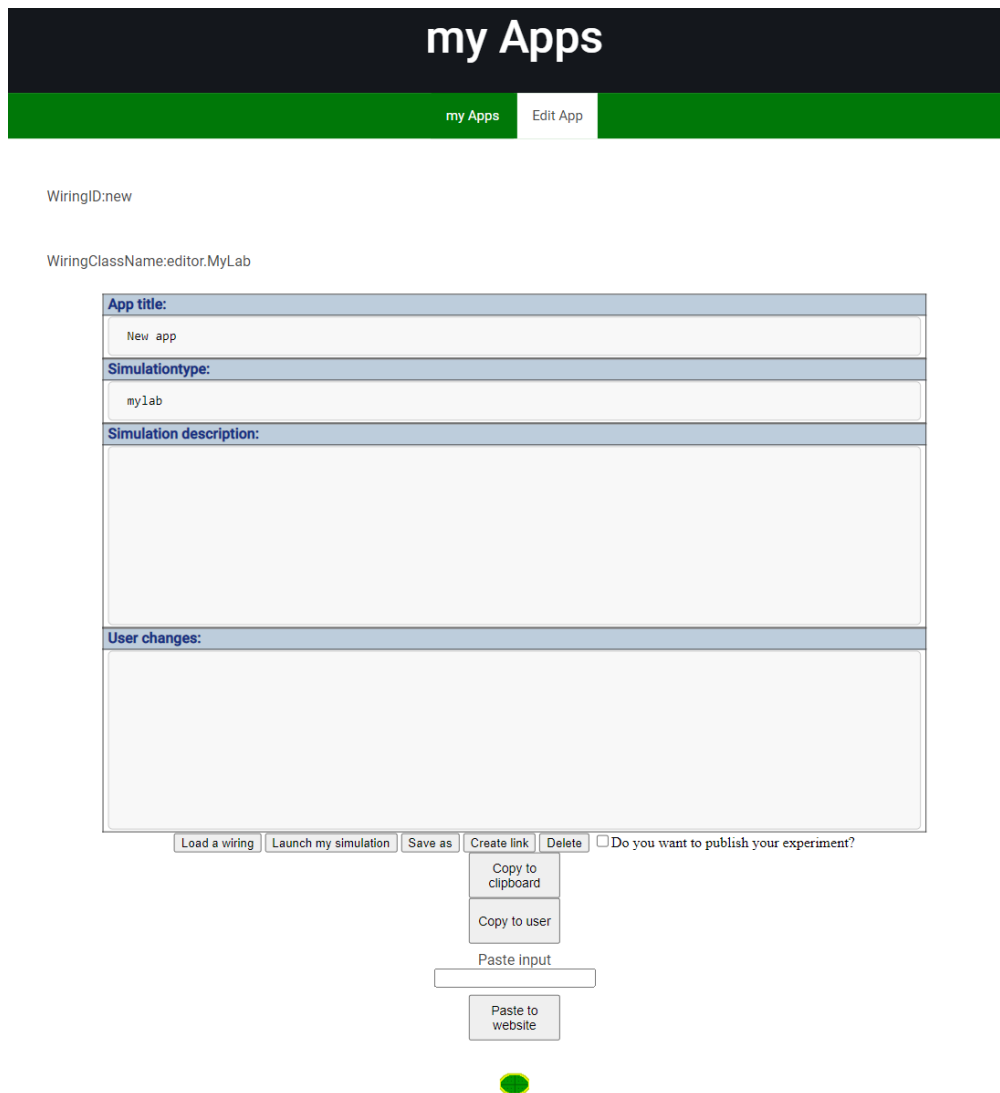 my Apps
my Apps Edit App
WiringID:new
WiringClassName:editor.MyLab
App title:
New app
Simulationtype:
mylab
Simulation description:
User changes:
Load a wiring Launch my simulation Save as Create link Delete Do you want to publish your experiment?
Copy to
clipboard
Copy to user
Paste input
Paste to
website